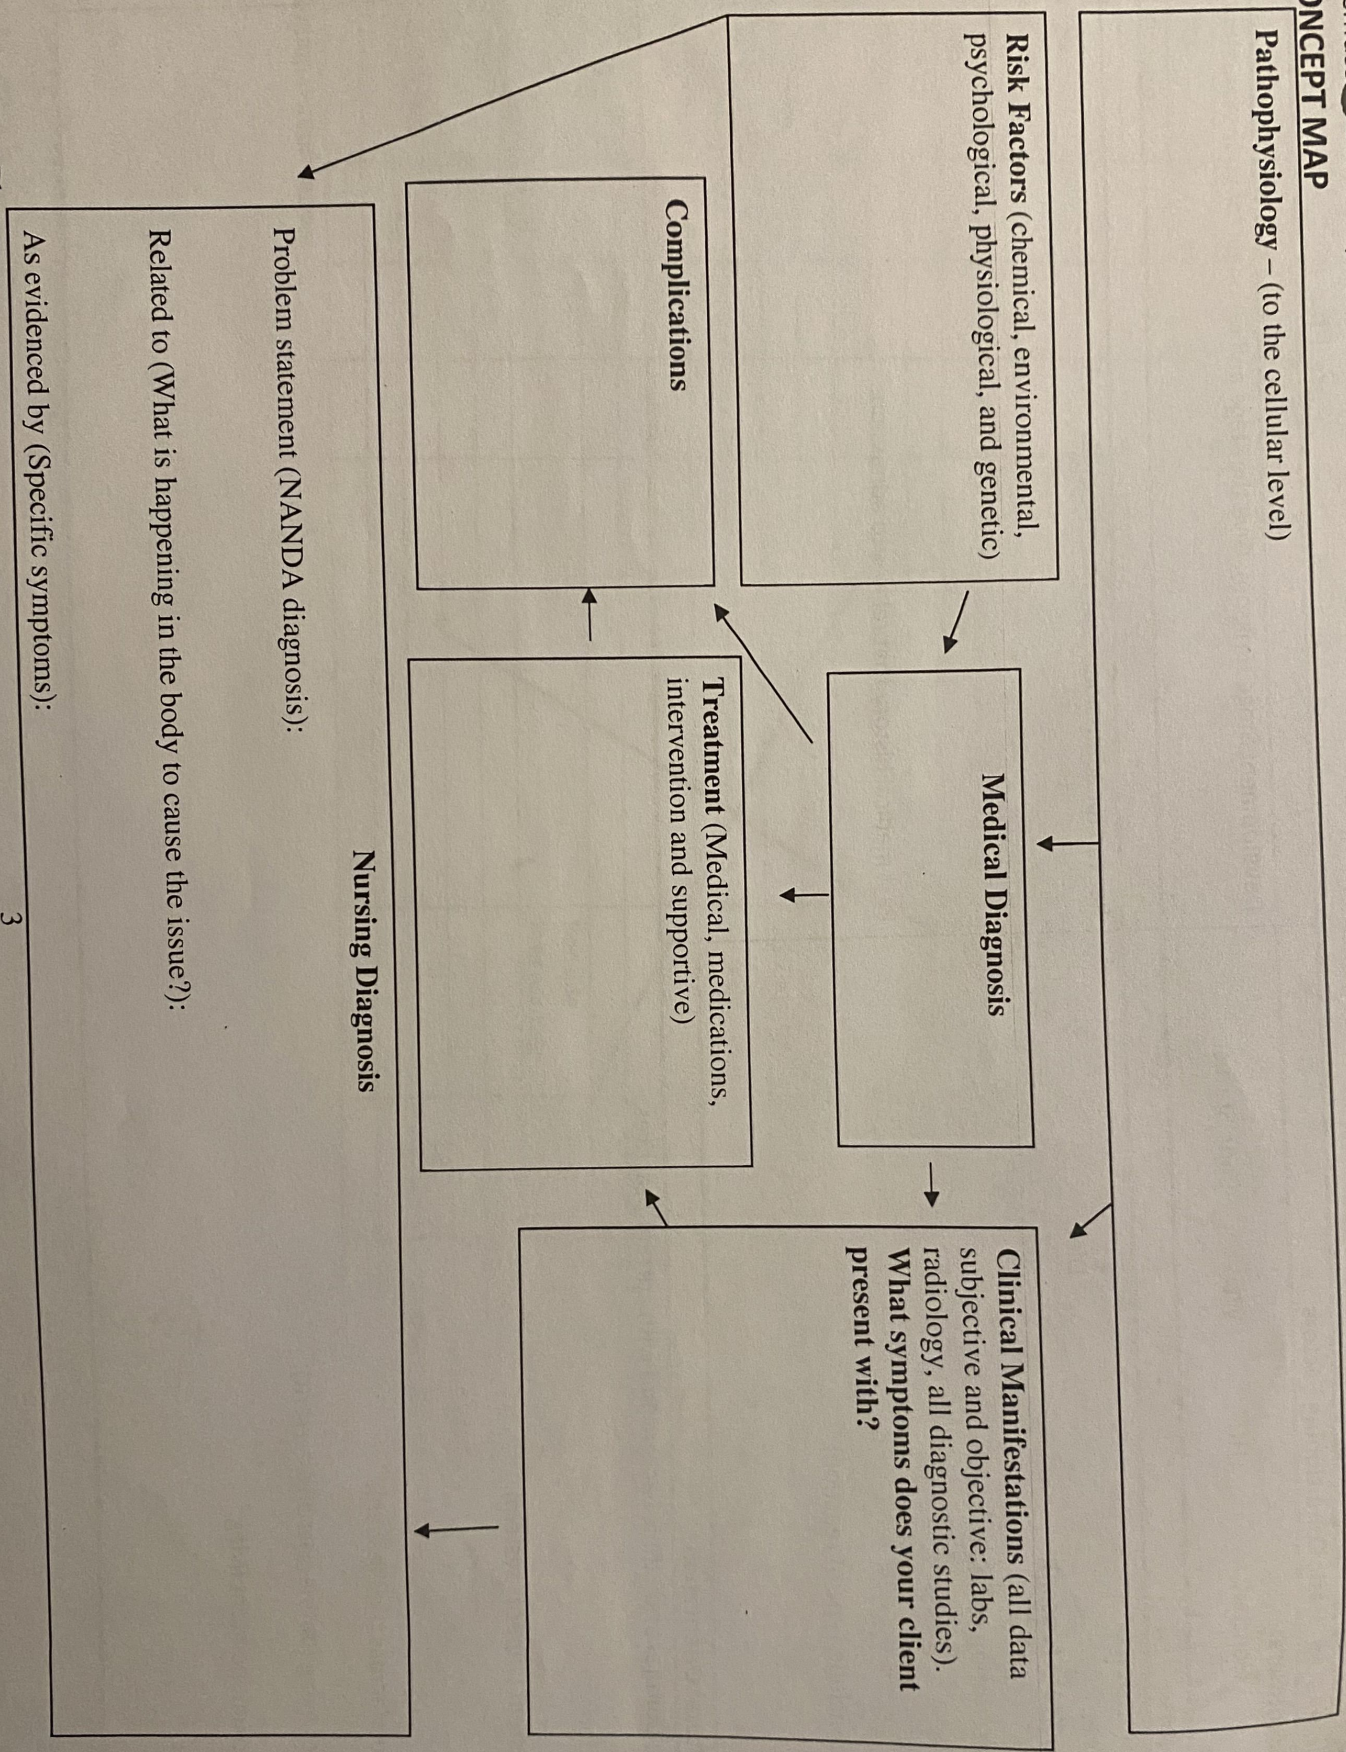 ONCEPT MAP
Pathophysiology – (to the cellular level)
Risk Factors (chemical, environmental,
psychological, physiological, and genetic)
Medical Diagnosis
Clinical Manifestations (all data
subjective and objective: labs,
radiology, all diagnostic studies).
What symptoms does your client
present with?
Complications
Treatment (Medical, medications,
intervention and supportive)
Nursing Diagnosis
Problem statement (NANDA diagnosis):
Related to (What is happening in the body to cause the issue?):
As evidenced by (Specific symptoms):
3